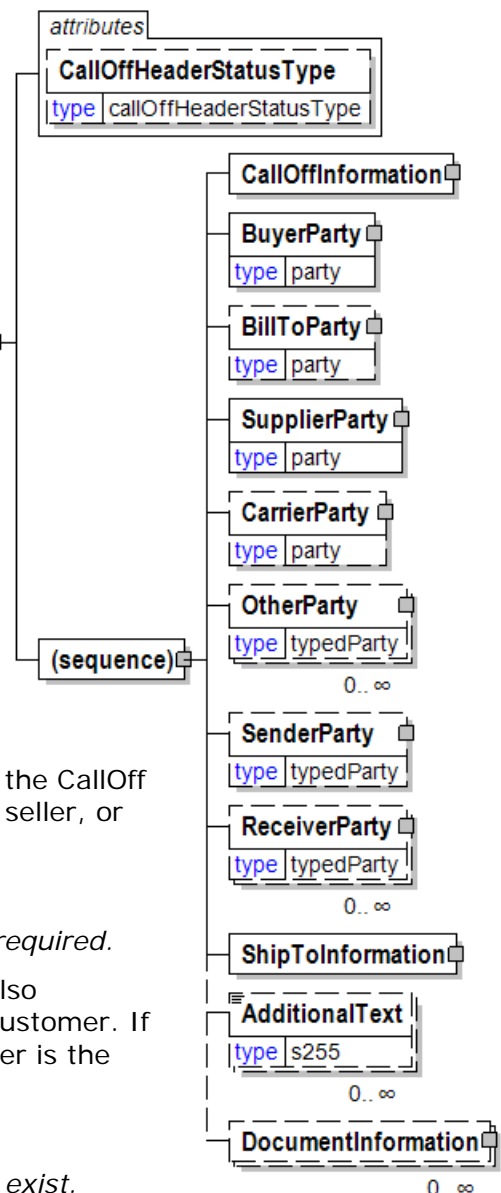 attributes
CallOffHeaderStatusType
type callOffHeaderStatusType
CallOffInformation
BuyerParty
type party
BillToParty
type party
SupplierParty
type party
CarrierParty
type party
OtherParty
type typedParty
0.. ∞
(sequence)
SenderParty
type typedParty
ReceiverParty
type typedParty
0.. ∞
ShipToInformation
AdditionalText
type s255
0.. ∞
DocumentInformation
0.. ∞
the CallOff
seller, or
required.
lso
ustomer. If
er is the
exist.